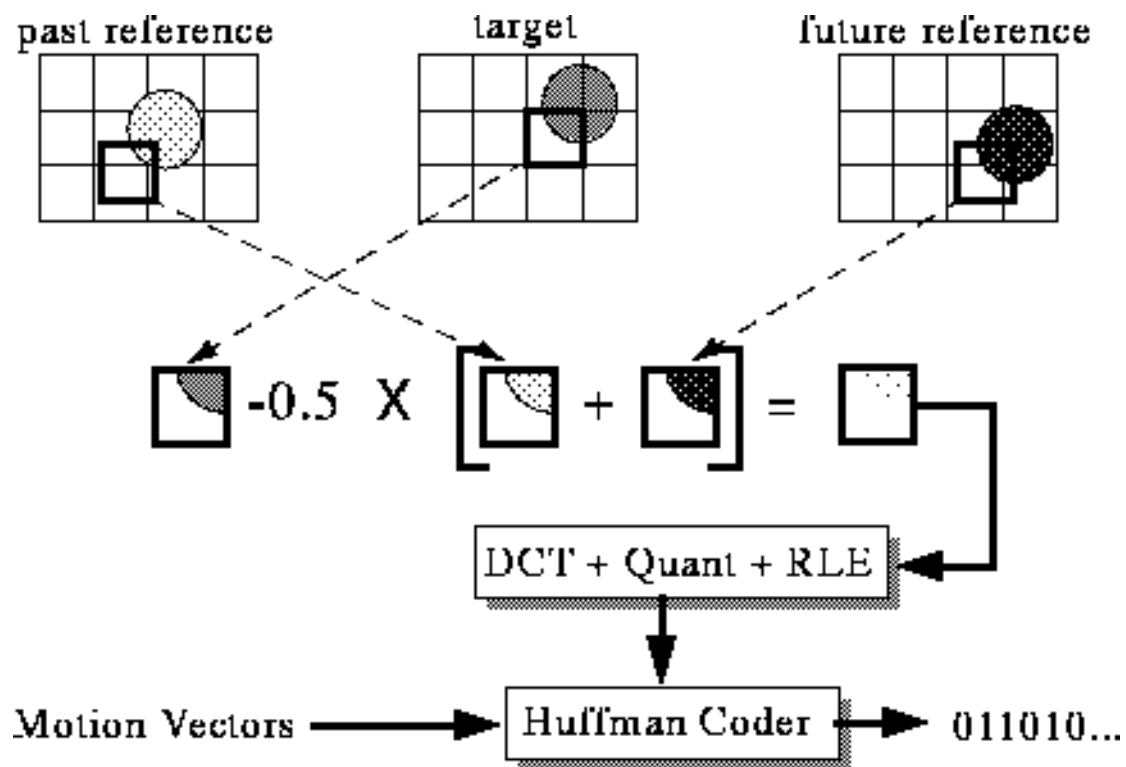 past reference
target
future reference
-0.5 X [ + ] =
DCT + Quant + RLE
Motion Vectors
Huffman Coder
011010...